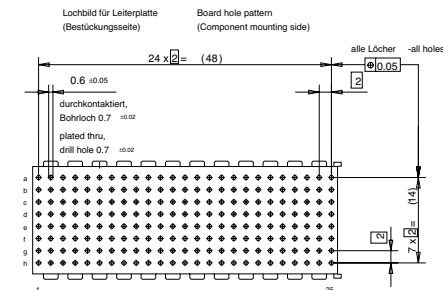 Lochbild für Leiterplatte
(Bestückungsseite)
Board hole pattern
(Component mounting side)
alle Löcher -all holes
24 x 2 = (48)
⌖ 0.05
0.6 ±0.05
2
durchkontaktiert,
Bohrloch 0.7 ±0.02
plated thru,
drill hole 0.7 ±0.02
a
b
c
d
e
f
g
h
7 x 2 = (14)
2
1
25